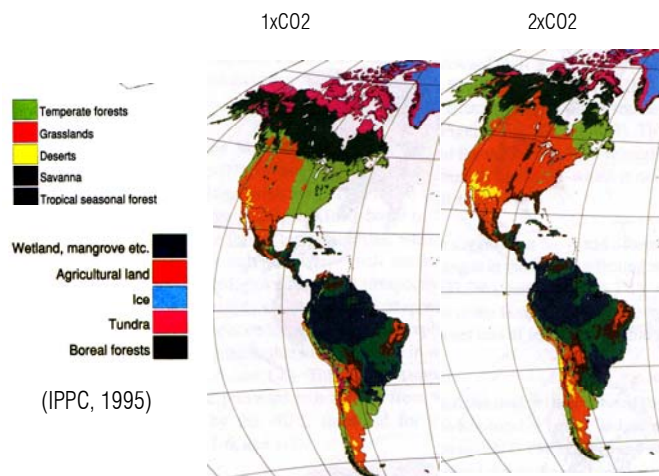 1xCO2
2xCO2
Temperate forests
Grasslands
Deserts
Savanna
Tropical seasonal forest
Wetland, mangrove etc.
Agricultural land
Ice
Tundra
Boreal forests
(IPPC, 1995)